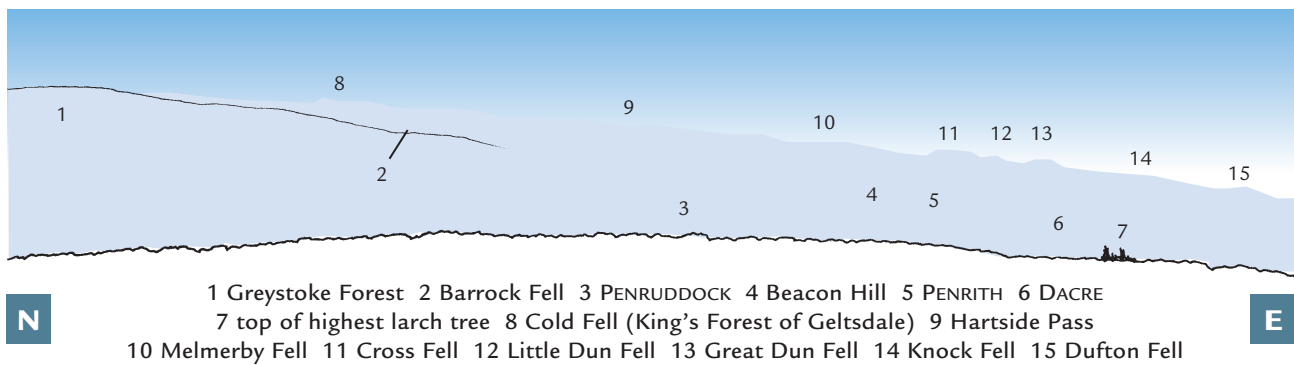 8
9
1
10
11 12 13
14
15
2
4
5
3
6
7
N
E
1 Greystoke Forest 2 Barrock Fell 3 PENRUDDOCK 4 Beacon Hill 5 PENRITH 6 DACRE
7 top of highest larch tree 8 Cold Fell (King's Forest of Geltsdale) 9 Hartside Pass
10 Melmerby Fell 11 Cross Fell 12 Little Dun Fell 13 Great Dun Fell 14 Knock Fell 15 Dufton Fell